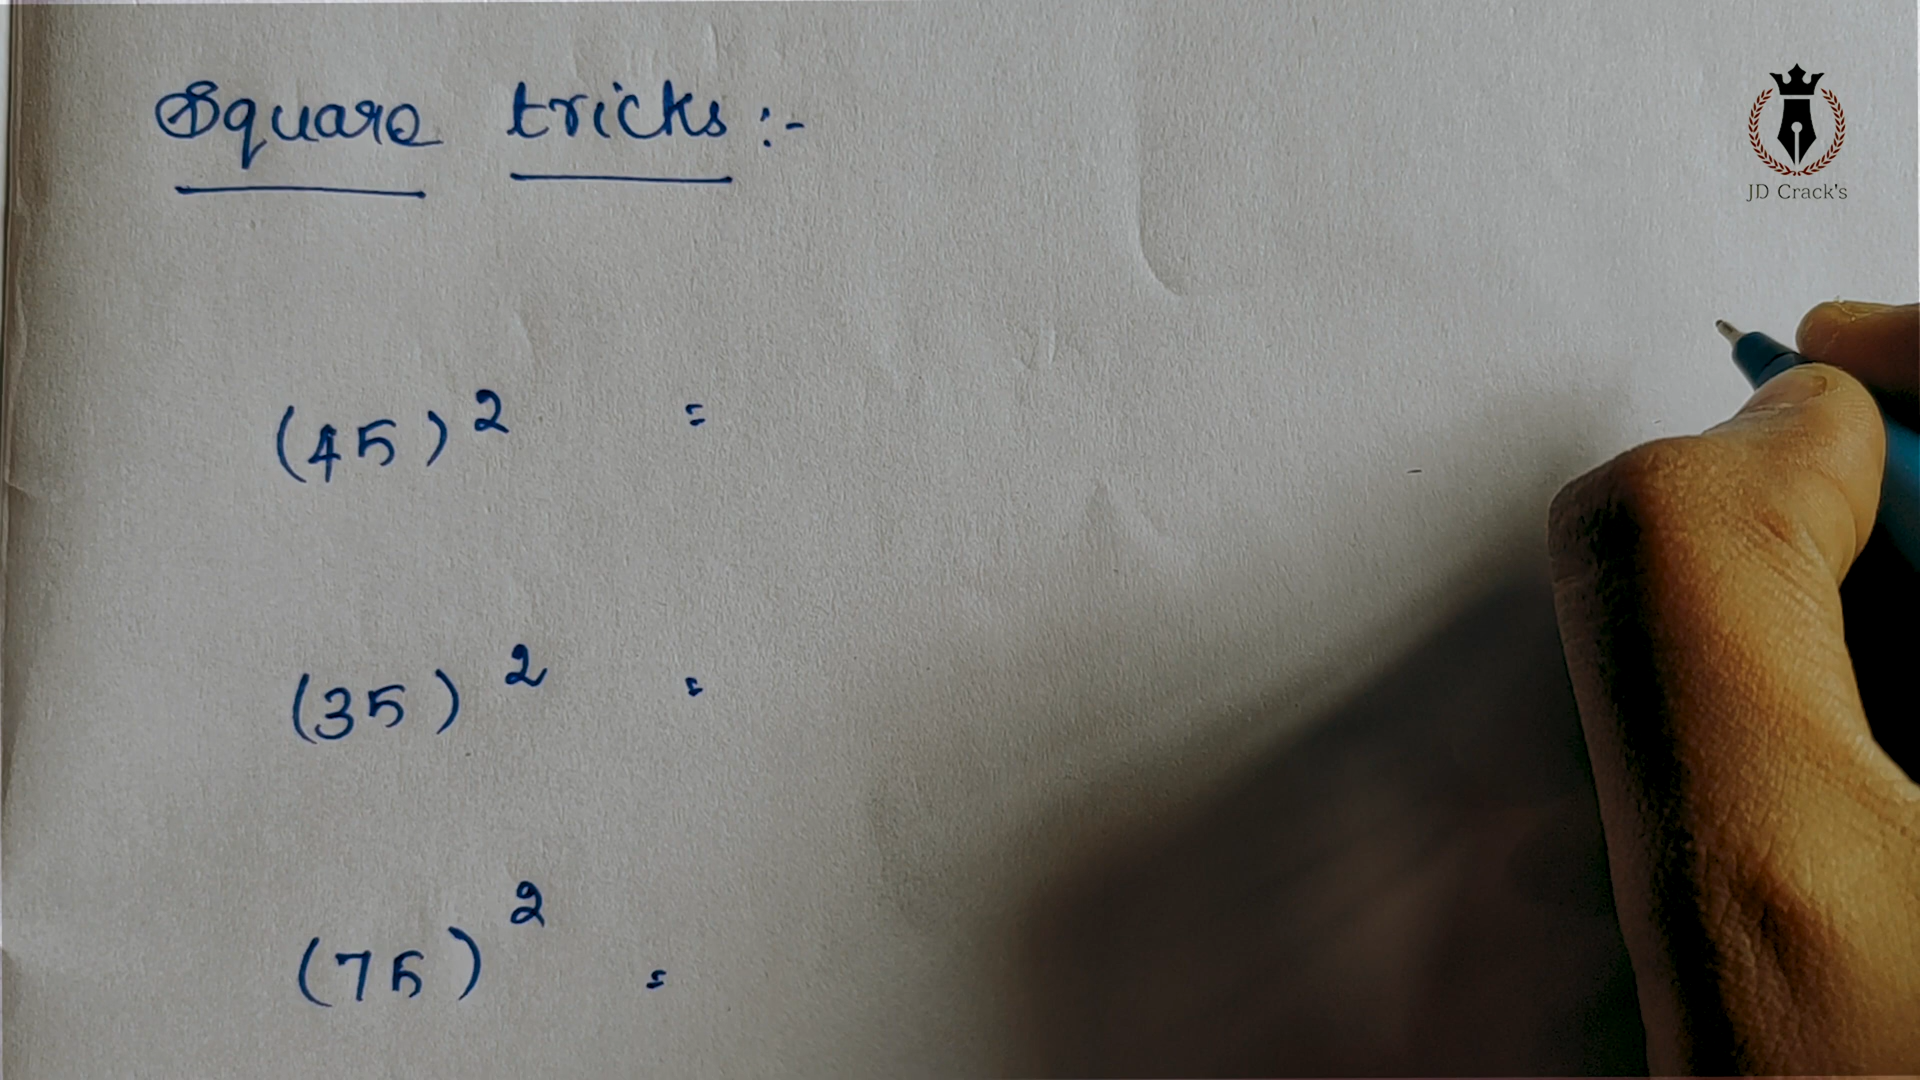 Square tricks :-
JD Crack's
(45)² =
(35)² =
(75)² =